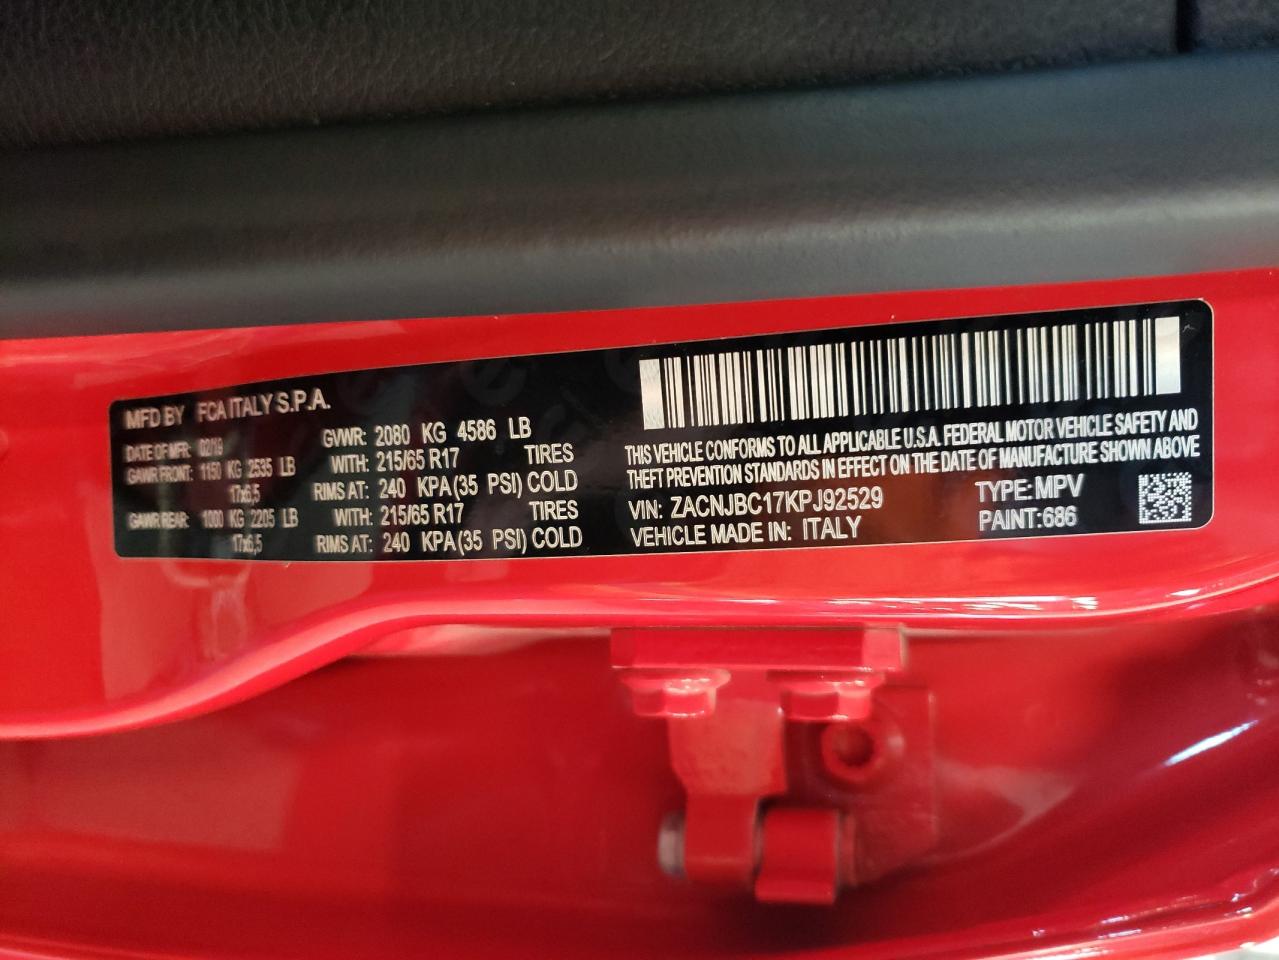 MFD BY FCA ITALY S.P.A.
DATE OF MFR: 02/19 GVWR: 2080 KG 4586 LB
GAWR FRONT: 1150 KG 2535 LB WITH: 215/65 R17 TIRES
17x6,5 RIMS AT: 240 KPA(35 PSI) COLD
GAWR REAR: 1000 KG 2205 LB WITH: 215/65 R17 TIRES
17x6,5 RIMS AT: 240 KPA(35 PSI) COLD
THIS VEHICLE CONFORMS TO ALL APPLICABLE U.S.A. FEDERAL MOTOR VEHICLE SAFETY AND
THEFT PREVENTION STANDARDS IN EFFECT ON THE DATE OF MANUFACTURE SHOWN ABOVE
VIN: ZACNJBC17KPJ92529 TYPE:MPV
VEHICLE MADE IN: ITALY PAINT:686